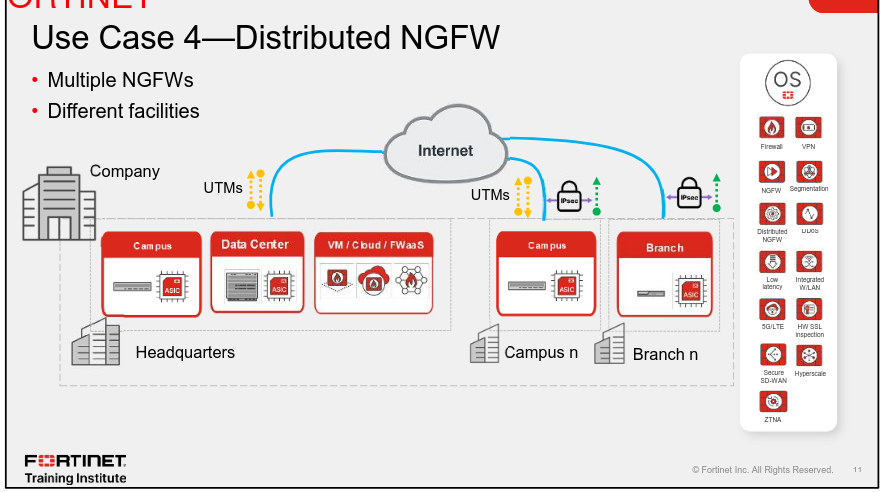 FORTINET
Use Case 4—Distributed NGFW
• Multiple NGFWs
• Different facilities
Company
UTMs
Internet
UTMs
IPsec
IPsec
Campus
ASIC
Data Center
ASIC
VM / Cloud / FWaaS
Campus
ASIC
Branch
ASIC
Headquarters
Campus n
Branch n
OS
Firewall
VPN
NGFW
Segmentation
Distributed
NGFW
DDoS
Low
latency
Integrated
W/LAN
5G/LTE
HW SSL
inspection
Secure
SD-WAN
Hyperscale
ZTNA
FORTINET
Training Institute
© Fortinet Inc. All Rights Reserved.
11